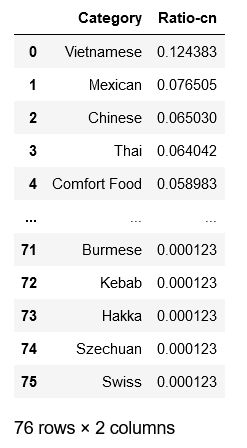 Category Ratio-cn
0 Vietnamese 0.124383
1 Mexican 0.076505
2 Chinese 0.065030
3 Thai 0.064042
4 Comfort Food 0.058983
... ... ...
71 Burmese 0.000123
72 Kebab 0.000123
73 Hakka 0.000123
74 Szechuan 0.000123
75 Swiss 0.000123
76 rows × 2 columns